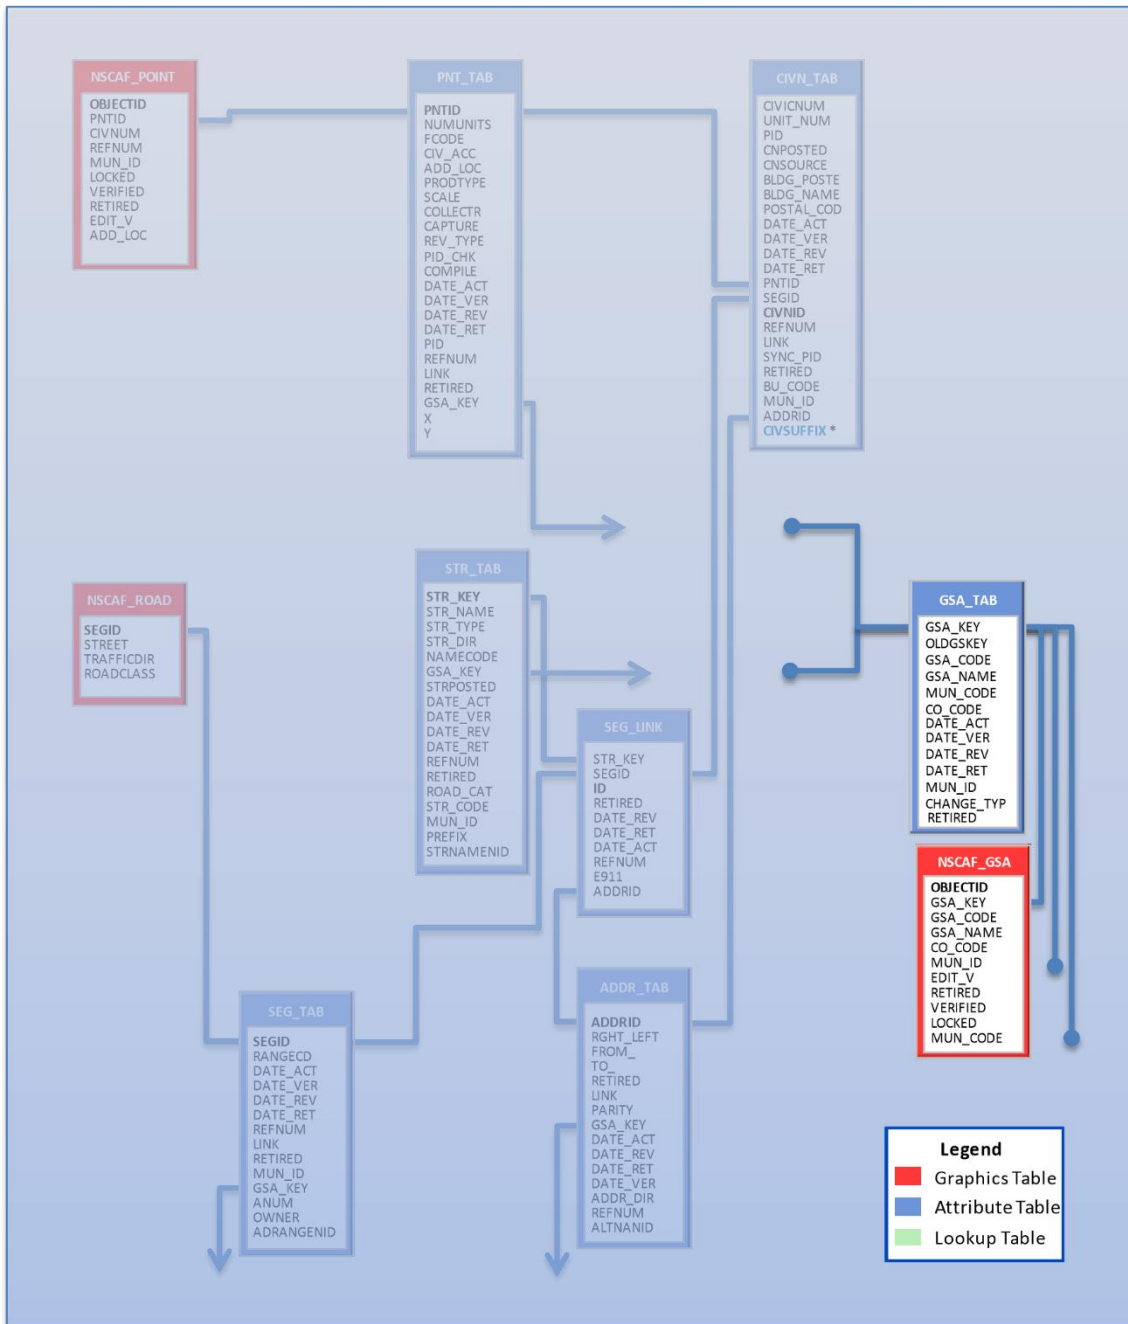 NSCAF_POINT
OBJECTID
PNTID
CIVNUM
REFNUM
MUN_ID
LOCKED
VERIFIED
RETIRED
EDIT_V
ADD_LOC
PNT_TAB
PNTID
NUMUNITS
FCODE
CIV_ACC
ADD_LOC
PRODTYPE
SCALE
COLLECTR
CAPTURE
REV_TYPE
PID_CHK
COMPILE
DATE_ACT
DATE_VER
DATE_REV
DATE_RET
PID
REFNUM
LINK
RETIRED
GSA_KEY
X
Y
CIVN_TAB
CIVICNUM
UNIT_NUM
PID
CNPOSTED
CNSOURCE
BLDG_POSTE
BLDG_NAME
POSTAL_COD
DATE_ACT
DATE_VER
DATE_REV
DATE_RET
PNTID
SEGID
CIVNID
REFNUM
LINK
SYNC_PID
RETIRED
BU_CODE
MUN_ID
ADDRID
CIVSUFFIX *
NSCAF_ROAD
SEGID
STREET
TRAFFICDIR
ROADCLASS
STR_TAB
STR_KEY
STR_NAME
STR_TYPE
STR_DIR
NAMECODE
GSA_KEY
STRPOSTED
DATE_ACT
DATE_VER
DATE_REV
DATE_RET
REFNUM
RETIRED
ROAD_CAT
STR_CODE
MUN_ID
PREFIX
STRNAMENID
SEG_LINK
STR_KEY
SEGID
ID
RETIRED
DATE_REV
DATE_RET
DATE_ACT
REFNUM
E911
ADDRID
GSA_TAB
GSA_KEY
OLDGSKEY
GSA_CODE
GSA_NAME
MUN_CODE
CO_CODE
DATE_ACT
DATE_VER
DATE_REV
DATE_RET
MUN_ID
CHANGE_TYP
RETIRED
NSCAF_GSA
OBJECTID
GSA_KEY
GSA_CODE
GSA_NAME
CO_CODE
MUN_ID
EDIT_V
RETIRED
VERIFIED
LOCKED
MUN_CODE
SEG_TAB
SEGID
RANGECD
DATE_ACT
DATE_VER
DATE_REV
DATE_RET
REFNUM
LINK
RETIRED
MUN_ID
GSA_KEY
ANUM
OWNER
ADRANGENID
ADDR_TAB
ADDRID
RGHT_LEFT
FROM_
TO_
RETIRED
LINK
PARITY
GSA_KEY
DATE_ACT
DATE_REV
DATE_RET
DATE_VER
ADDR_DIR
REFNUM
ALTNANID
Legend
Graphics Table
Attribute Table
Lookup Table